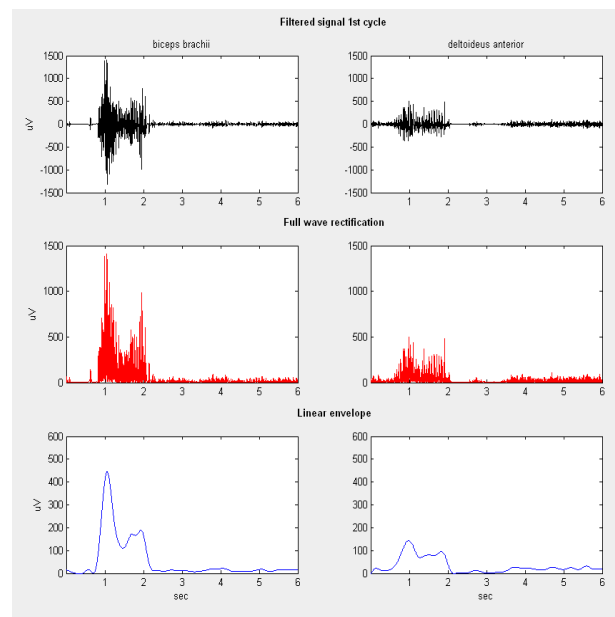 Filtered signal 1st cycle
biceps brachii
deltoideus anterior
1500
1000
500
0
-500
-1000
-1500
uV
1 2 3 4 5 6
1500
1000
500
0
-500
-1000
-1500
1 2 3 4 5 6
Full wave rectification
1500
1000
500
0
uV
1 2 3 4 5 6
1500
1000
500
0
1 2 3 4 5 6
Linear envelope
600
500
400
300
200
100
0
uV
1 2 3 4 5 6
sec
600
500
400
300
200
100
0
1 2 3 4 5 6
sec